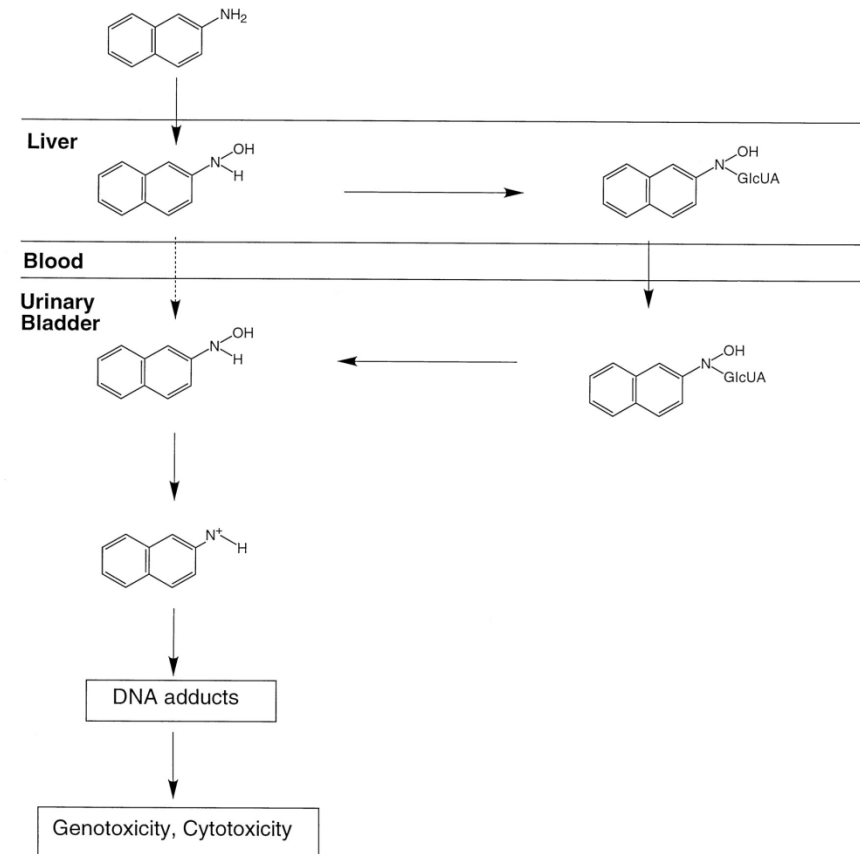 NH2
Liver
N OH
H
N OH
GlcUA
Blood
Urinary
Bladder
N OH
H
N OH
GlcUA
N+
H
DNA adducts
Genotoxicity, Cytotoxicity